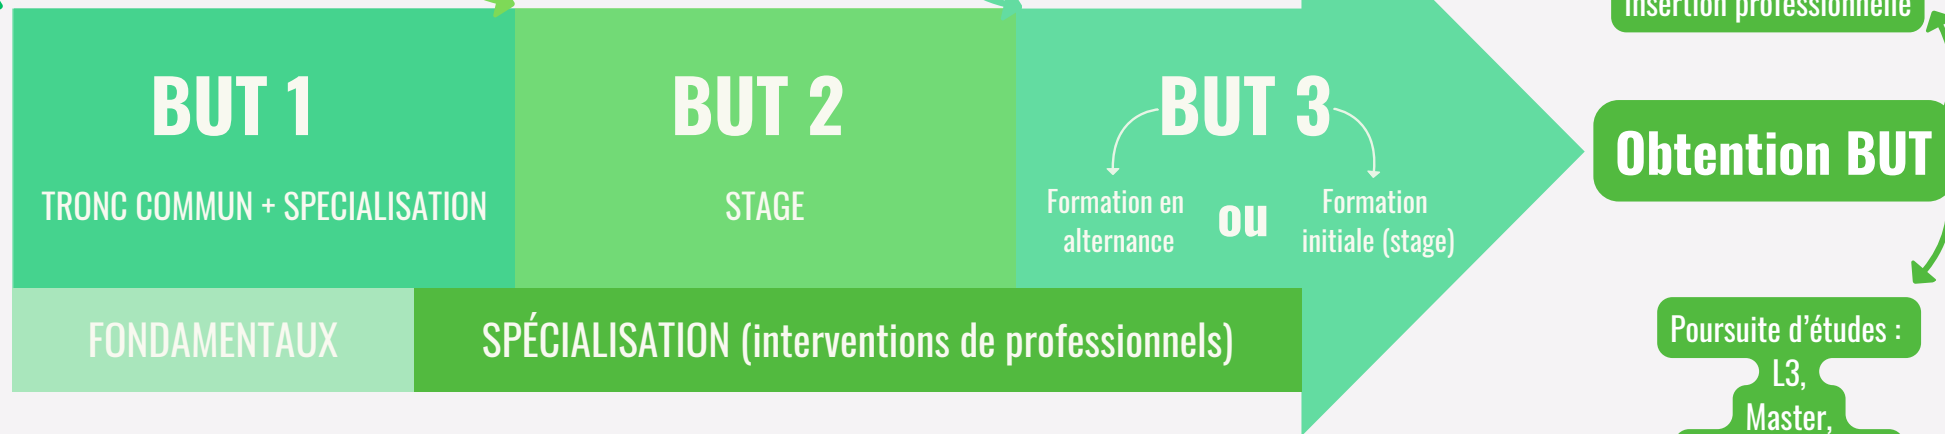 Insertion professionnelle
BUT 1
BUT 2
BUT 3
Obtention BUT
TRONC COMMUN + SPECIALISATION
STAGE
Formation en
alternance
ou
Formation
initiale (stage)
FONDAMENTAUX
SPÉCIALISATION (interventions de professionnels)
Poursuite d'études :
L3,
Master,